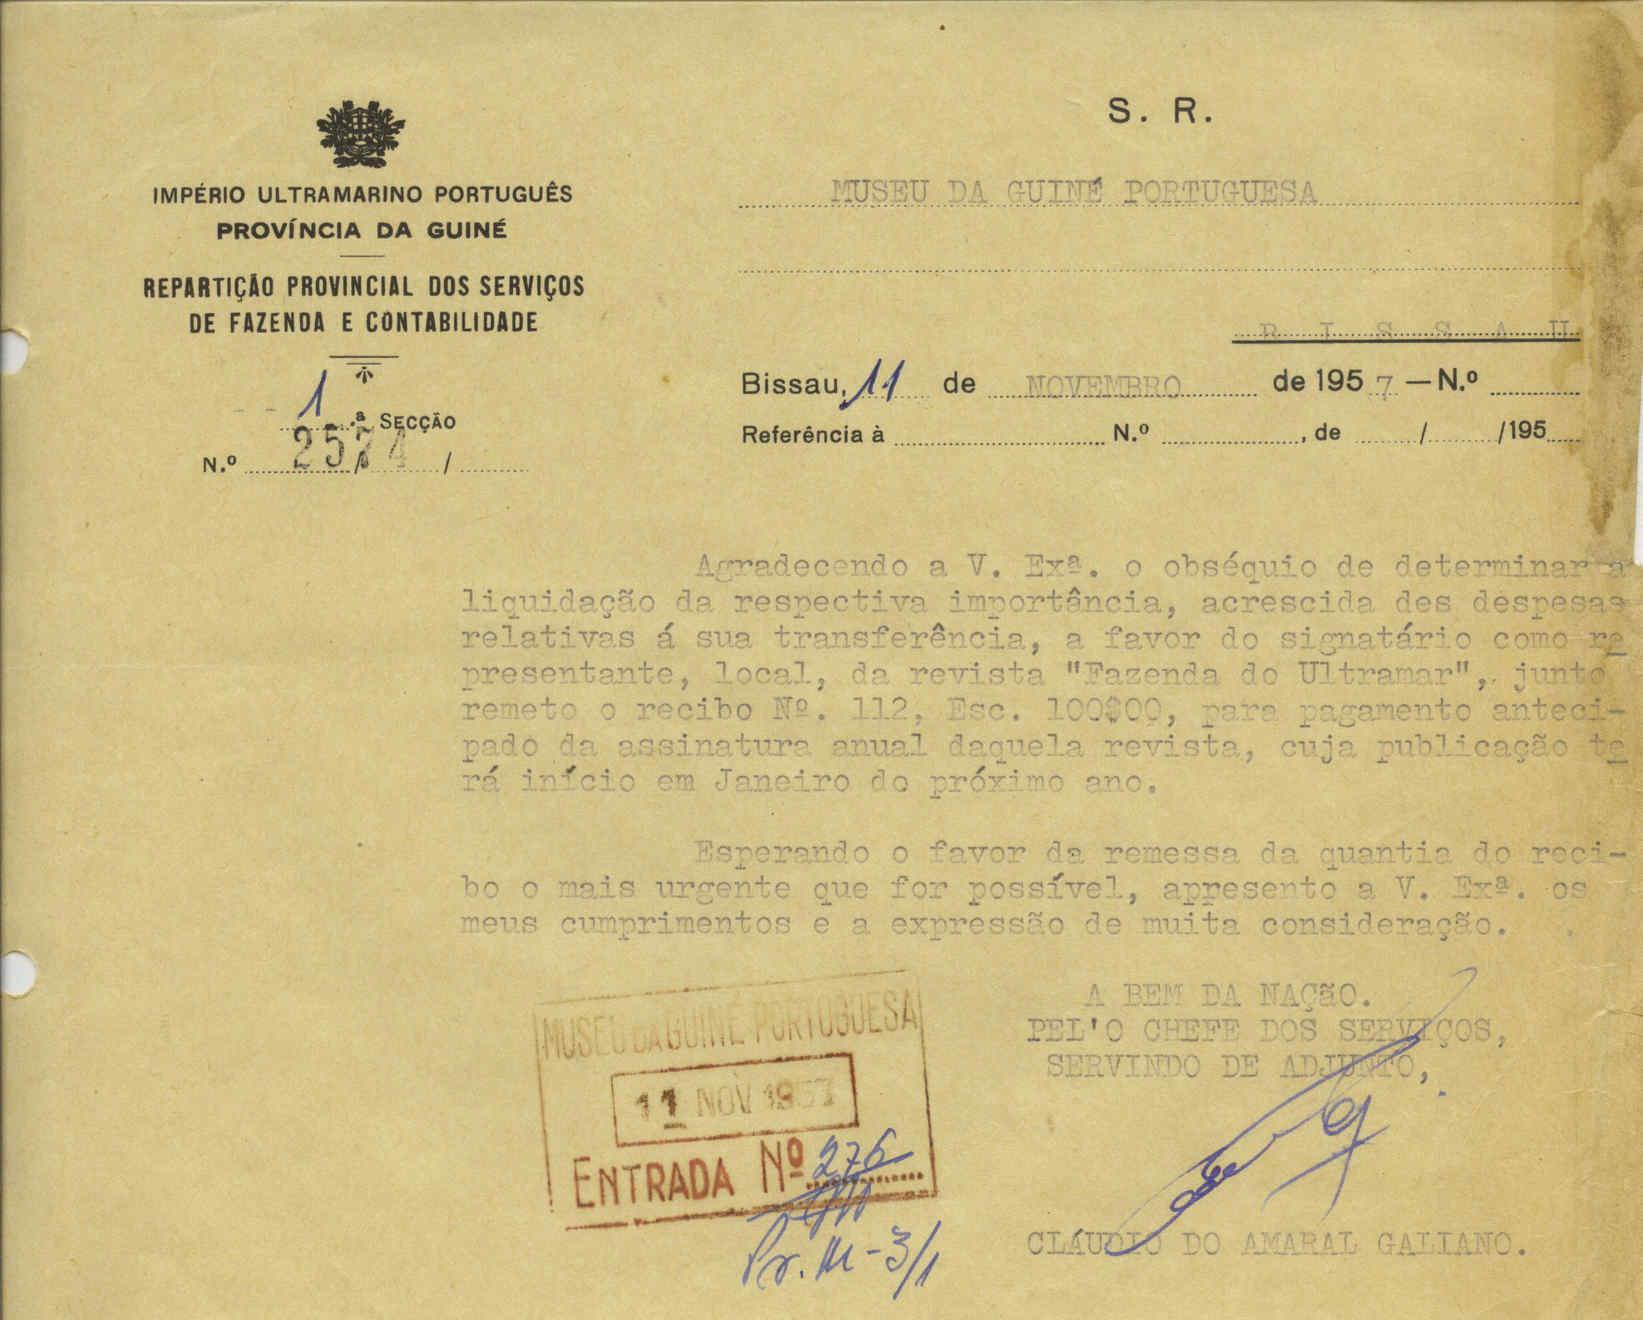 IMPÉRIO ULTRAMARINO PORTUGUÊS
PROVÍNCIA DA GUINÉ
REPARTIÇÃO PROVINCIAL DOS SERVIÇOS
DE FAZENDA E CONTABILIDADE
1.ª SECÇÃO
N.º 2574 / /
S. R.
MUSEU DA GUINÉ PORTUGUESA
B I S S A U
Bissau, 11 de NOVEMBRO de 1957 — N.º
Referência à N.º , de / /195
Agradecendo a V. Exª. o obséquio de determinar a
liquidação da respectiva importância, acrescida des despesas
relativas á sua transferência, a favor do signatário como re
presentante, local, da revista "Fazenda do Ultramar", junto
remeto o recibo Nº. 112, Esc. 100$00, para pagamento anteci-
pado da assinatura anual daquela revista, cuja publicação te
rá início em Janeiro do próximo ano.
Esperando o favor da remessa da quantia do reci-
bo o mais urgente que for possível, apresento a V. Exª. os
meus cumprimentos e a expressão de muita consideração.
A BEM DA NAÇãO.
PEL'O CHEFE DOS SERVIÇOS,
SERVINDO DE ADJUNTO,
CLÁUDIO DO AMARAL GALIANO.
MUSEU DA GUINÉ PORTUGUESA
11 NOV 1957
ENTRADA Nº 276
Pr. M-3/1